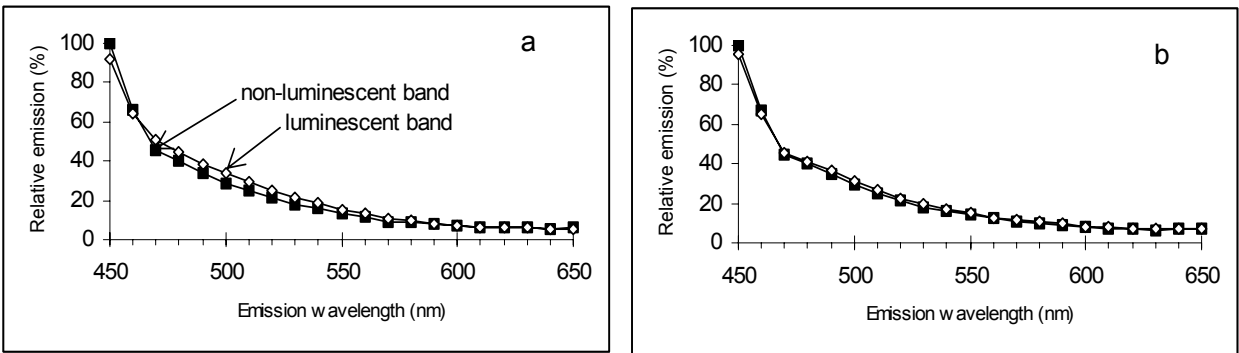 a
100
80
60
40
20
0
Relative emission (%)
non-luminescent band
luminescent band
450 500 550 600 650
Emission wavelength (nm)
b
100
80
60
40
20
0
Relative emission (%)
450 500 550 600 650
Emission wavelength (nm)